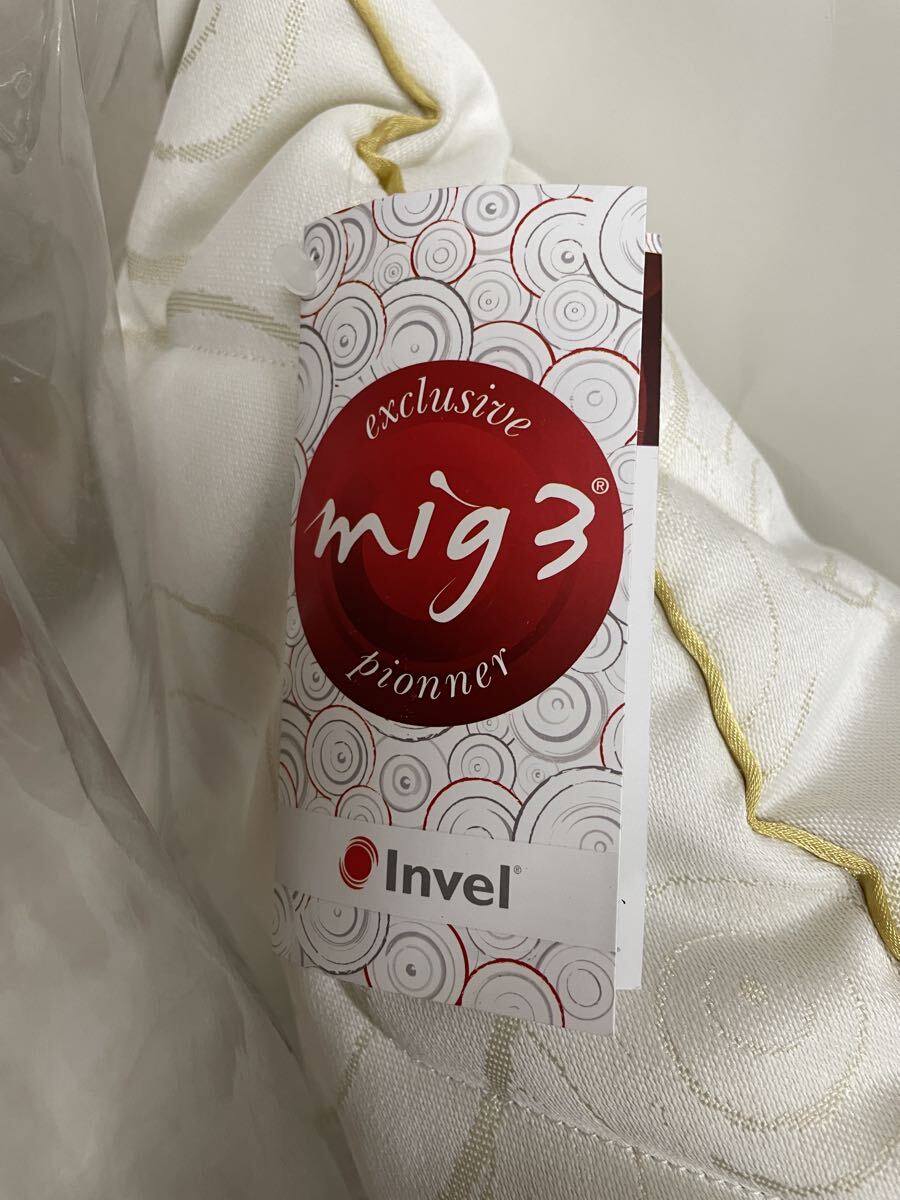 exclusive
mig3®
pionner
Invel®